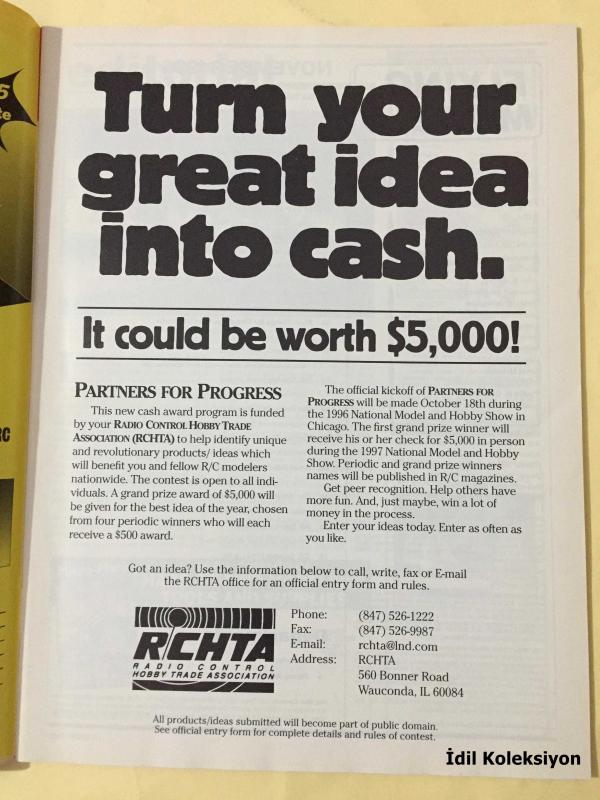 Turn your
great idea
into cash.
It could be worth $5,000!
PARTNERS FOR PROGRESS
This new cash award program is funded
by your RADIO CONTROL HOBBY TRADE
ASSOCIATION (RCHTA) to help identify unique
and revolutionary products/ ideas which
will benefit you and fellow R/C modelers
nationwide. The contest is open to all indi-
viduals. A grand prize award of $5,000 will
be given for the best idea of the year, chosen
from four periodic winners who will each
receive a $500 award.
The official kickoff of PARTNERS FOR
PROGRESS will be made October 18th during
the 1996 National Model and Hobby Show in
Chicago. The first grand prize winner will
receive his or her check for $5,000 in person
during the 1997 National Model and Hobby
Show. Periodic and grand prize winners
names will be published in R/C magazines.
Get peer recognition. Help others have
more fun. And, just maybe, win a lot of
money in the process.
Enter your ideas today. Enter as often as
you like.
Got an idea? Use the information below to call, write, fax or E-mail
the RCHTA office for an official entry form and rules.
RCHTA
RADIO CONTROL
HOBBY TRADE ASSOCIATION
Phone: (847) 526-1222
Fax: (847) 526-9987
E-mail: rchta@lnd.com
Address: RCHTA
560 Bonner Road
Wauconda, IL 60084
All products/ideas submitted will become part of public domain.
See official entry form for complete details and rules of contest.
İdil Koleksiyon